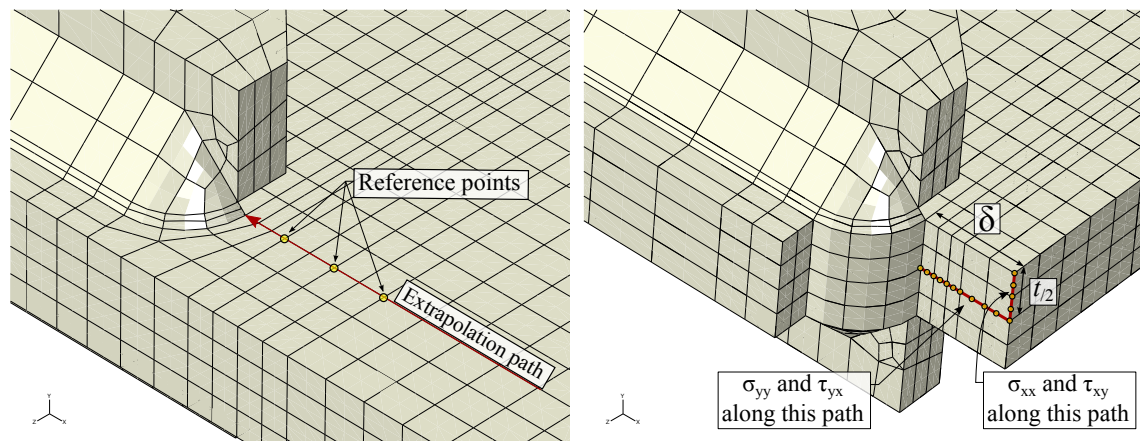 Reference points
Extrapolation path
Y
Z
X
δ
t/2
σyy and τyx
along this path
σxx and τxy
along this path
Y
Z
X